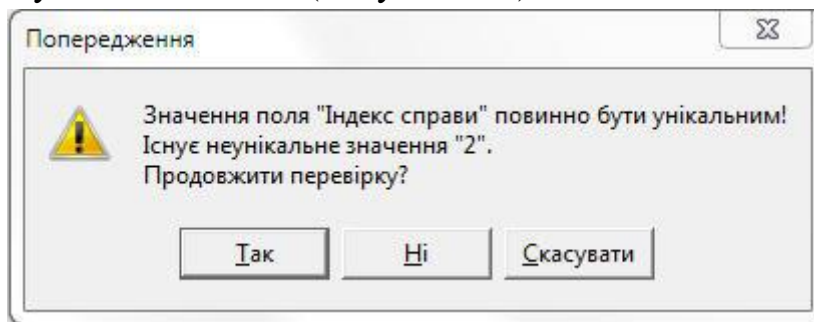 Попередження
Значення поля "Індекс справи" повинно бути унікальним!
Існує неунікальне значення "2".
Продовжити перевірку?
Так
Ні
Скасувати